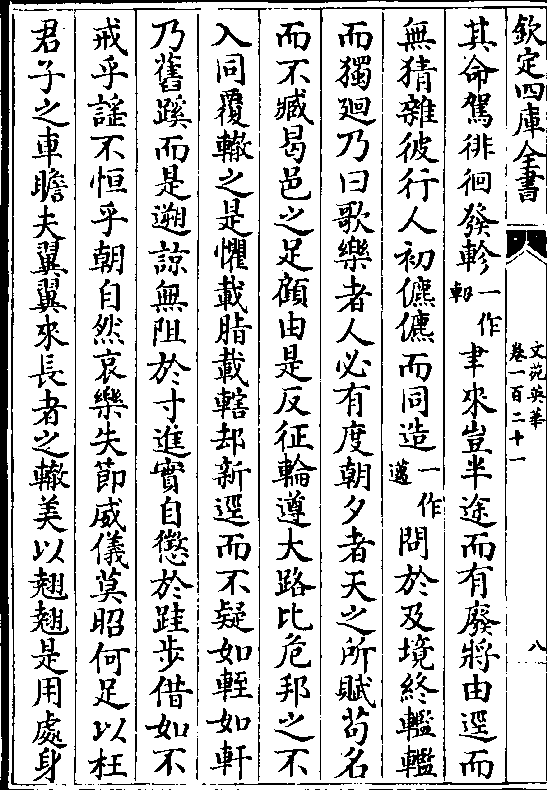 欽定四庫全書
文苑英華
卷一百二十一
八
其命駕徘徊發軫一作軔聿來豈半途而有廢將由逕而
無猜雜彼行人初儦儦而同造一作邁問於及境終轞轞
而獨廻乃曰歌樂者人必有度朝夕者天之所賦苟名
而不臧曷邑之足顧由是反征輪遵大路比危邦之不
入同覆轍之是懼載脂載轄却新逕而不疑如輊如軒
乃舊蹊而是遡諒無阻於寸進實自懲於跬步借如不
戒乎謡不恒乎朝自然哀樂失節威儀莫昭何足以枉
君子之車瞻夫翼翼來長者之轍美以翹翹是用處身